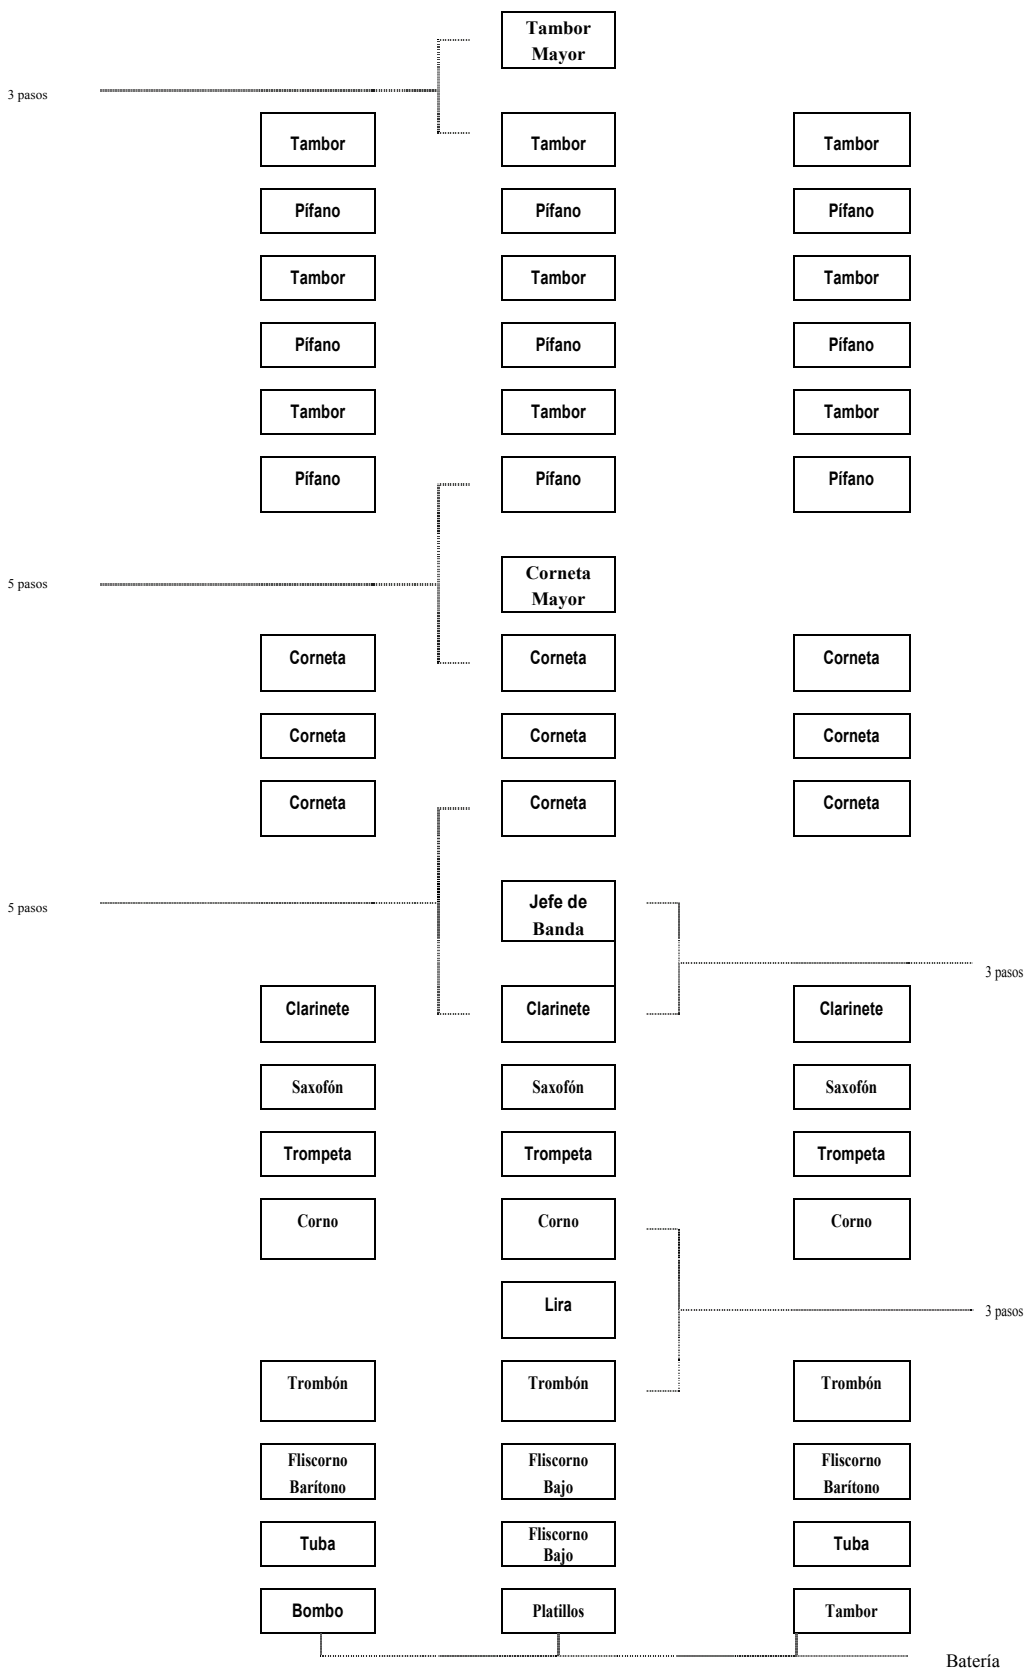 Tambor
Mayor
3 pasos
Tambor Tambor Tambor
Pífano Pífano Pífano
Tambor Tambor Tambor
Pífano Pífano Pífano
Tambor Tambor Tambor
Pífano Pífano Pífano
Corneta
Mayor
5 pasos
Corneta Corneta Corneta
Corneta Corneta Corneta
Corneta Corneta Corneta
Jefe de
Banda
5 pasos
3 pasos
Clarinete Clarinete Clarinete
Saxofón Saxofón Saxofón
Trompeta Trompeta Trompeta
Corno Corno Corno
Lira
3 pasos
Trombón Trombón Trombón
Fliscorno Fliscorno Fliscorno
Barítono Bajo Barítono
Tuba Fliscorno Tuba
Bajo
Bombo Platillos Tambor
Batería